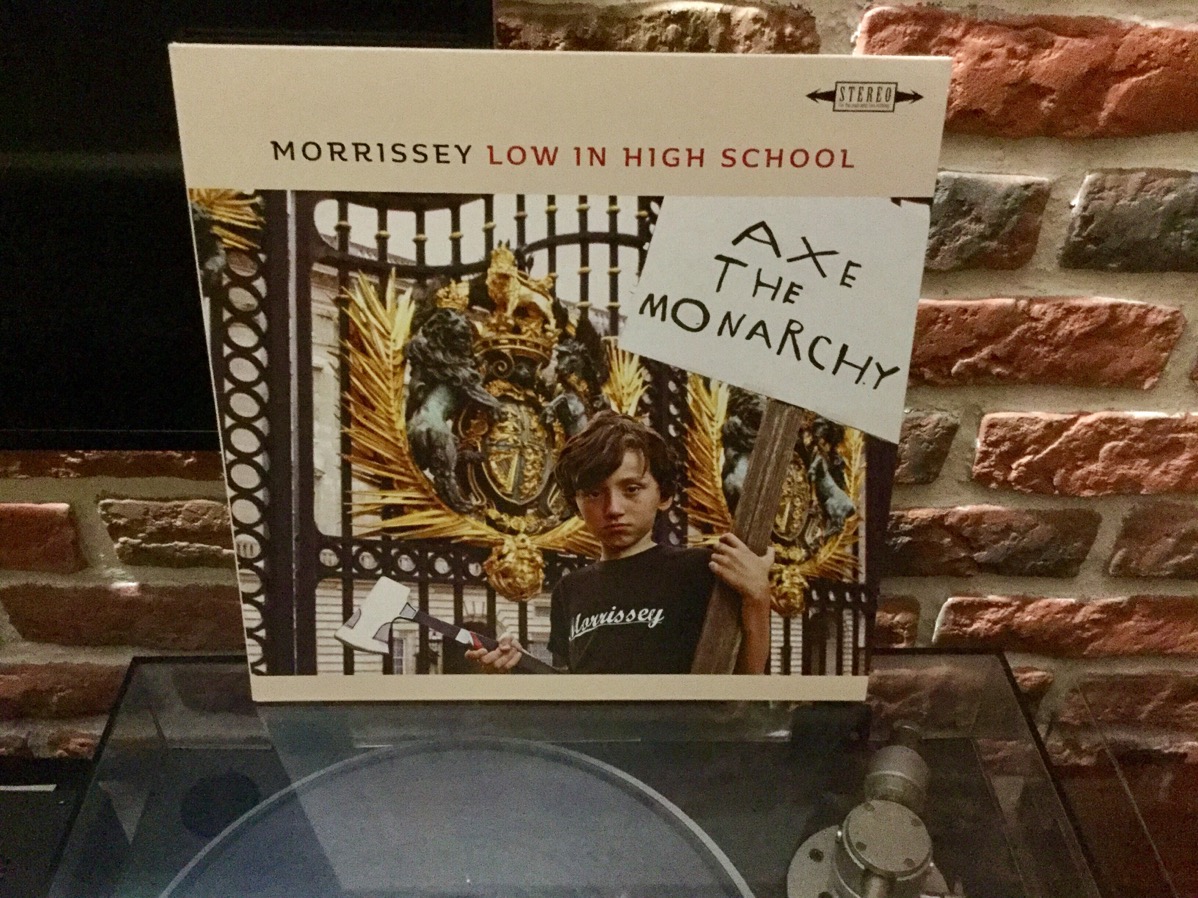 STEREO
MORRISSEY LOW IN HIGH SCHOOL
AXE
THE
MONARCHY
Morrissey